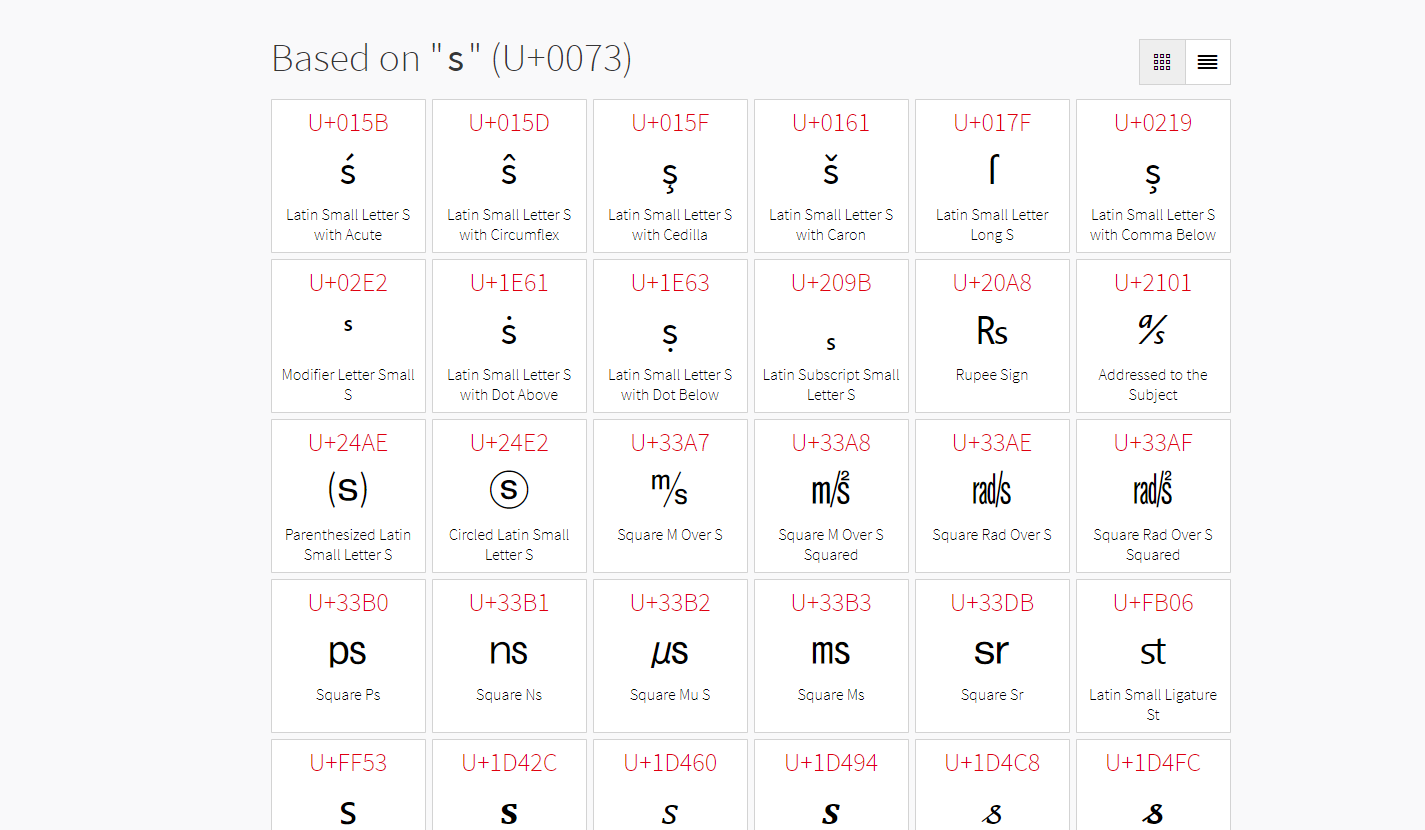 Based on "s" (U+0073)
U+015B U+015D U+015F U+0161 U+017F U+0219
ś ŝ ş š ſ ș
Latin Small Letter S Latin Small Letter S Latin Small Letter S Latin Small Letter S Latin Small Letter Latin Small Letter S
with Acute with Circumflex with Cedilla with Caron Long S with Comma Below
U+02E2 U+1E61 U+1E63 U+209B U+20A8 U+2101
ˢ ṡ ṣ ₛ ₨ ℁
Modifier Letter Small Latin Small Letter S Latin Small Letter S Latin Subscript Small Rupee Sign Addressed to the
S with Dot Above with Dot Below Letter S Subject
U+24AE U+24E2 U+33A7 U+33A8 U+33AE U+33AF
⒮ ⓢ ㎧ ㎨ ㎮ ㎯
Parenthesized Latin Circled Latin Small Square M Over S Square M Over S Square Rad Over S Square Rad Over S
Small Letter S Letter S Squared Squared
U+33B0 U+33B1 U+33B2 U+33B3 U+33DB U+FB06
㎰ ㎱ ㎲ ㎳ ㏛ st
Square Ps Square Ns Square Mu S Square Ms Square Sr Latin Small Ligature
St
U+FF53 U+1D42C U+1D460 U+1D494 U+1D4C8 U+1D4FC
ｓ 𝐬 𝑠 𝒔 𝓈 𝓼